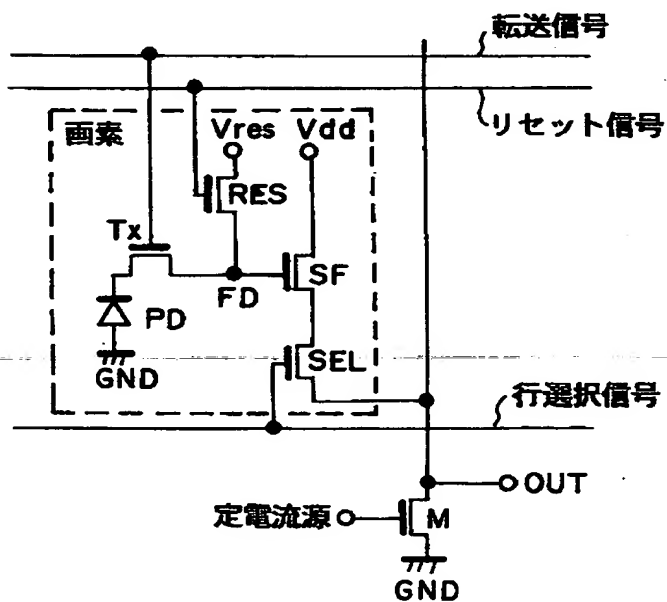 転送信号
リセット信号
画素
Vres
Vdd
RES
Tx
FD
SF
PD
GND
SEL
行選択信号
OUT
定電流源
M
GND